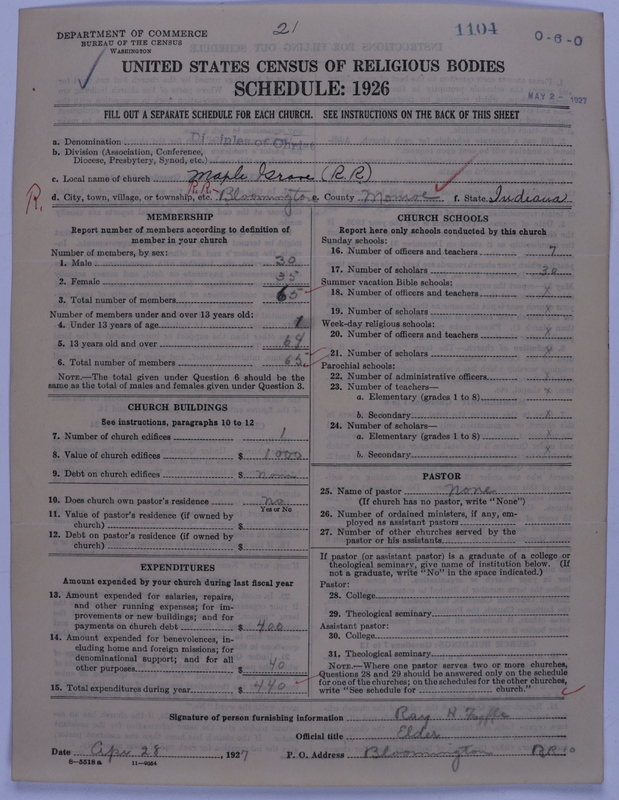 DEPARTMENT OF COMMERCE
BUREAU OF THE CENSUS
WASHINGTON
21
1104
0-6-0
UNITED STATES CENSUS OF RELIGIOUS BODIES
SCHEDULE: 1926
MAY 2 - 1927
FILL OUT A SEPARATE SCHEDULE FOR EACH CHURCH. SEE INSTRUCTIONS ON THE BACK OF THIS SHEET
a. Denomination Disciples of Christ
b. Division (Association, Conference, Diocese, Presbytery, Synod, etc.)
c. Local name of church Maple Grove (R.R.)
R. d. City, town, village, or township, etc. R.R. Bloomington e. County Monroe f. State Indiana
MEMBERSHIP
Report number of members according to definition of
member in your church
Number of members, by sex:
1. Male 30
2. Female 35
3. Total number of members 65
Number of members under and over 13 years old:
4. Under 13 years of age 1
5. 13 years old and over 64
6. Total number of members 65
NOTE.—The total given under Question 6 should be the
same as the total of males and females given under Question 3.
CHURCH BUILDINGS
See instructions, paragraphs 10 to 12
7. Number of church edifices 1
8. Value of church edifices $ 1000
9. Debt on church edifices $ none
10. Does church own pastor's residence no
Yes or No
11. Value of pastor's residence (if owned by
church) $
12. Debt on pastor's residence (if owned by
church) $
EXPENDITURES
Amount expended by your church during last fiscal year
13. Amount expended for salaries, repairs,
and other running expenses; for im-
provements or new buildings; and for
payments on church debt $ 400
14. Amount expended for benevolences, in-
cluding home and foreign missions; for
denominational support; and for all
other purposes $ 40
15. Total expenditures during year $ 440
CHURCH SCHOOLS
Report here only schools conducted by this church
Sunday schools:
16. Number of officers and teachers 7
17. Number of scholars 30
Summer vacation Bible schools:
18. Number of officers and teachers x
19. Number of scholars x
Week-day religious schools:
20. Number of officers and teachers x
21. Number of scholars x
Parochial schools:
22. Number of administrative officers x
23. Number of teachers—
a. Elementary (grades 1 to 8) x
b. Secondary x
24. Number of scholars—
a. Elementary (grades 1 to 8) x
b. Secondary x
PASTOR
25. Name of pastor None
(If church has no pastor, write "None")
26. Number of ordained ministers, if any, em-
ployed as assistant pastors
27. Number of other churches served by the
pastor or his assistants
If pastor (or assistant pastor) is a graduate of a college or
theological seminary, give name of institution below. (If
not a graduate, write "No" in the space indicated.)
Pastor:
28. College
29. Theological seminary
Assistant pastor:
30. College
31. Theological seminary
NOTE.—Where one pastor serves two or more churches,
Questions 28 and 29 should be answered only on the schedule
for one of the churches; on the schedules for the other churches,
write "See schedule for church."
Signature of person furnishing information Ray H
Official title Elder
Date Apr 28, 1927 P. O. Address Bloomington RR 10
8—5518 a 11—9034